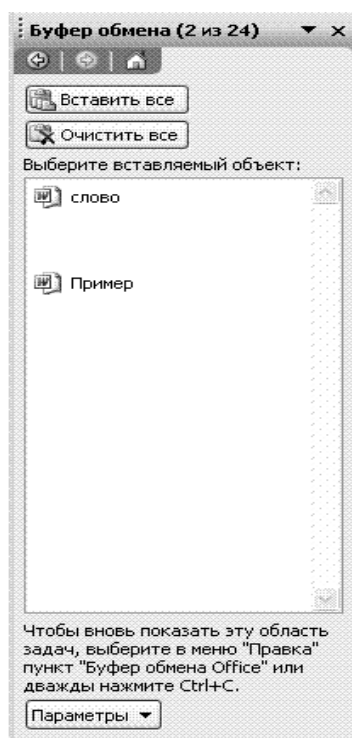 Буфер обмена (2 из 24)
Вставить все
Очистить все
Выберите вставляемый объект:
слово
Пример
Чтобы вновь показать эту область
задач, выберите в меню "Правка"
пункт "Буфер обмена Office" или
дважды нажмите Ctrl+C.
Параметры